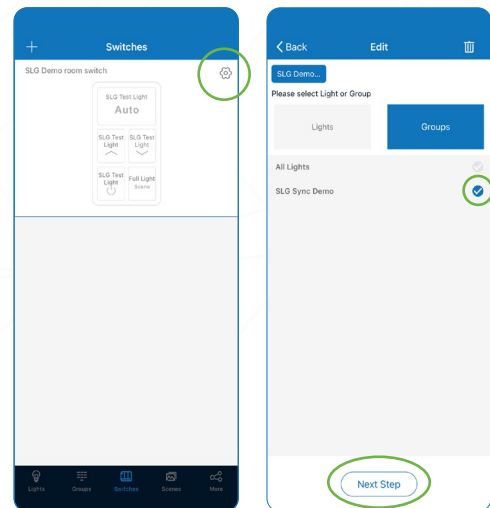 Switches
SLG Demo room switch
SLG Test Light
Auto
SLG Test
Light
SLG Test
Light
SLG Test
Light
Full Light
Scene
Lights
Groups
Switches
Scenes
More
Back
Edit
SLG Demo...
Please select Light or Group
Lights
Groups
All Lights
SLG Sync Demo
Next Step